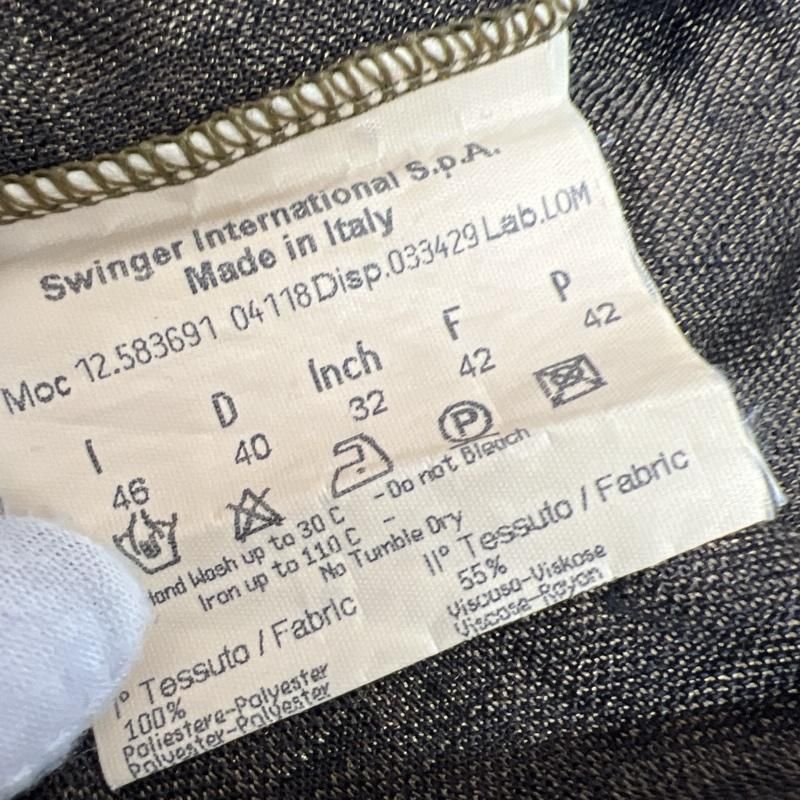 Swinger International S.p.A.
Made in Italy
Moc 12.583691 04118 Disp.033429 Lab.LOM
I D Inch F P
46 40 32 42 42
P
Hand Wash up to 30 C - Do not Bleach
Iron up to 110 C -
No Tumble Dry
I° Tessuto / Fabric
100%
Poliestere-Polyester
Polyester-Polyester
II° Tessuto / Fabric
55%
Viscosa-Viskose
Viscose-Rayon